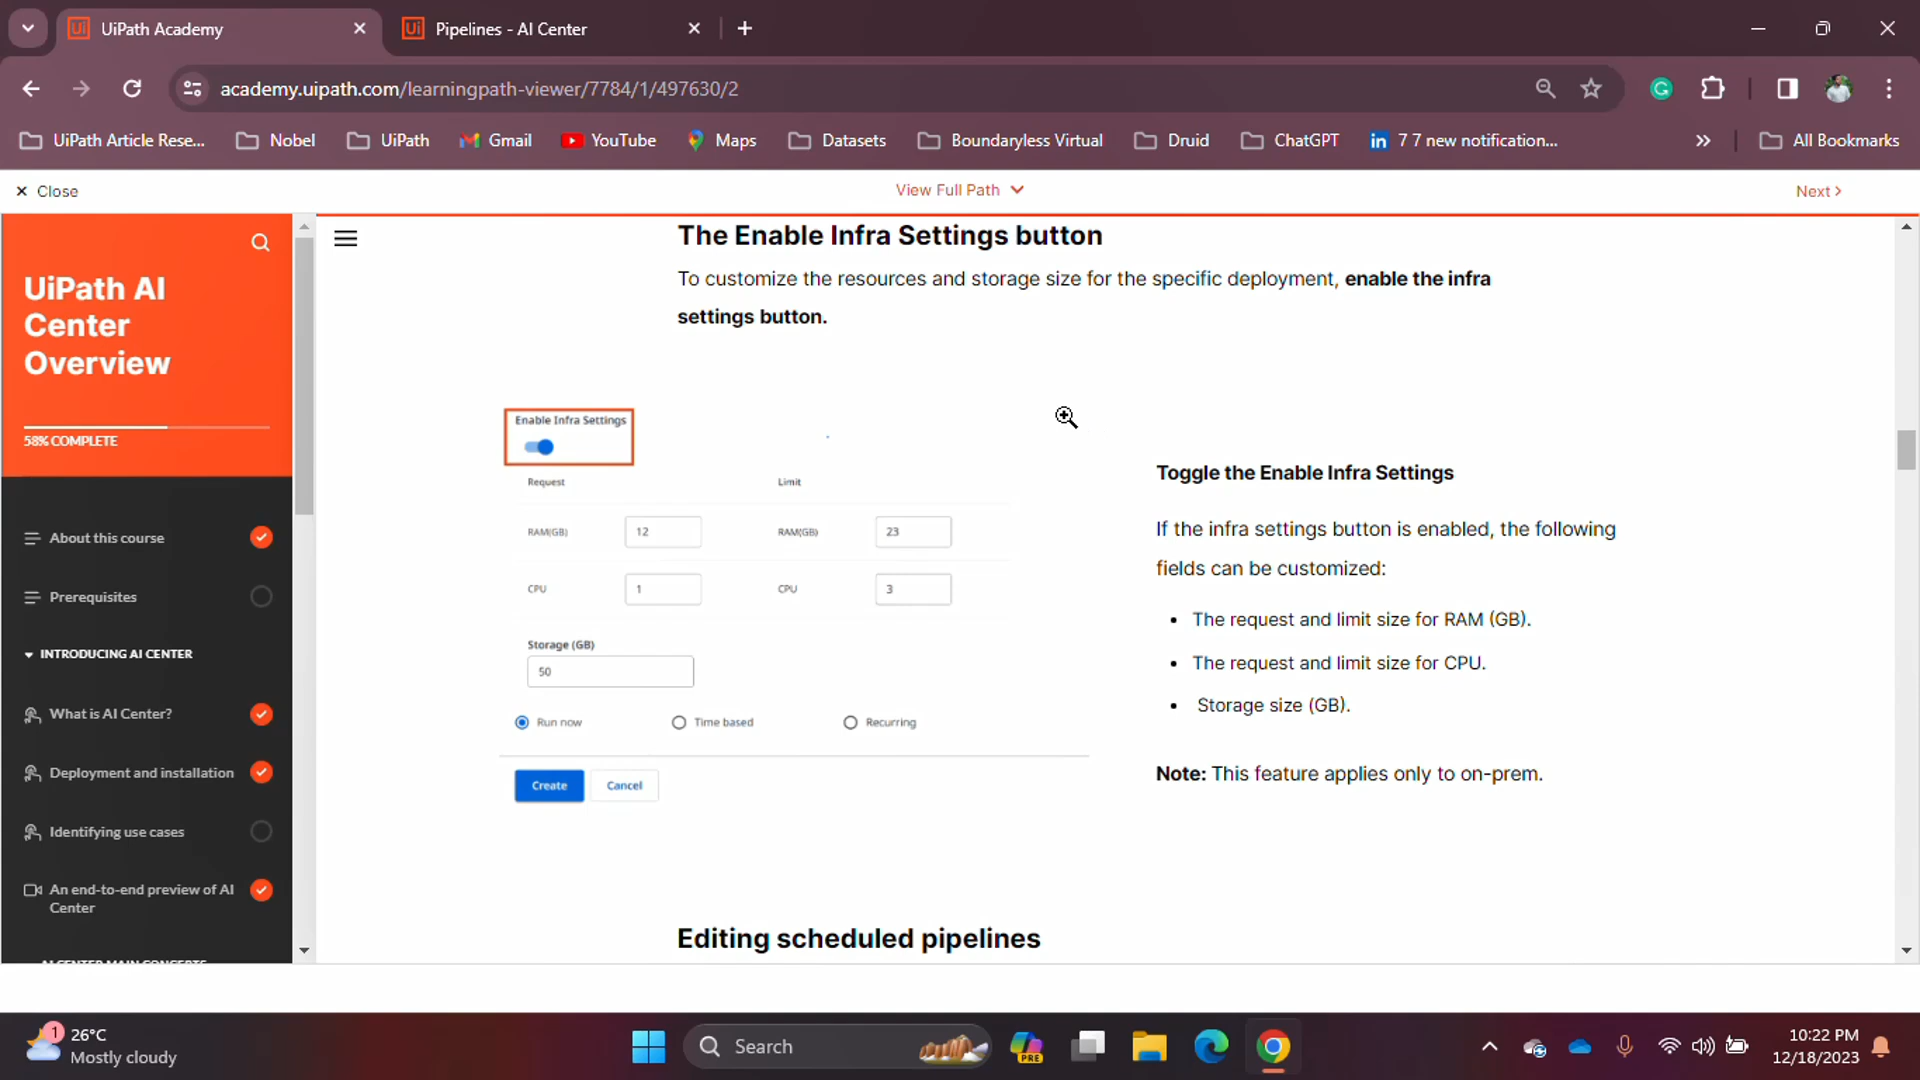 UiPath Academy
Pipelines - AI Center
academy.uipath.com/learningpath-viewer/7784/1/497630/2
UiPath Article Rese...
Nobel
UiPath
Gmail
YouTube
Maps
Datasets
Boundaryless Virtual
Druid
ChatGPT
7 7 new notification...
All Bookmarks
Close
View Full Path
Next
UiPath AI
Center
Overview
58% COMPLETE
About this course
Prerequisites
INTRODUCING AI CENTER
What is AI Center?
Deployment and installation
Identifying use cases
An end-to-end preview of AI
Center
AI CENTER MAIN CONCEPTS
The Enable Infra Settings button
To customize the resources and storage size for the specific deployment, enable the infra
settings button.
Enable Infra Settings
Request Limit
RAM(GB) 12 RAM(GB) 23
CPU 1 CPU 3
Storage (GB)
50
Run now Time based Recurring
Create Cancel
Toggle the Enable Infra Settings
If the infra settings button is enabled, the following
fields can be customized:
• The request and limit size for RAM (GB).
• The request and limit size for CPU.
• Storage size (GB).
Note: This feature applies only to on-prem.
Editing scheduled pipelines
1
26°C
Mostly cloudy
Search
PRE
10:22 PM
12/18/2023